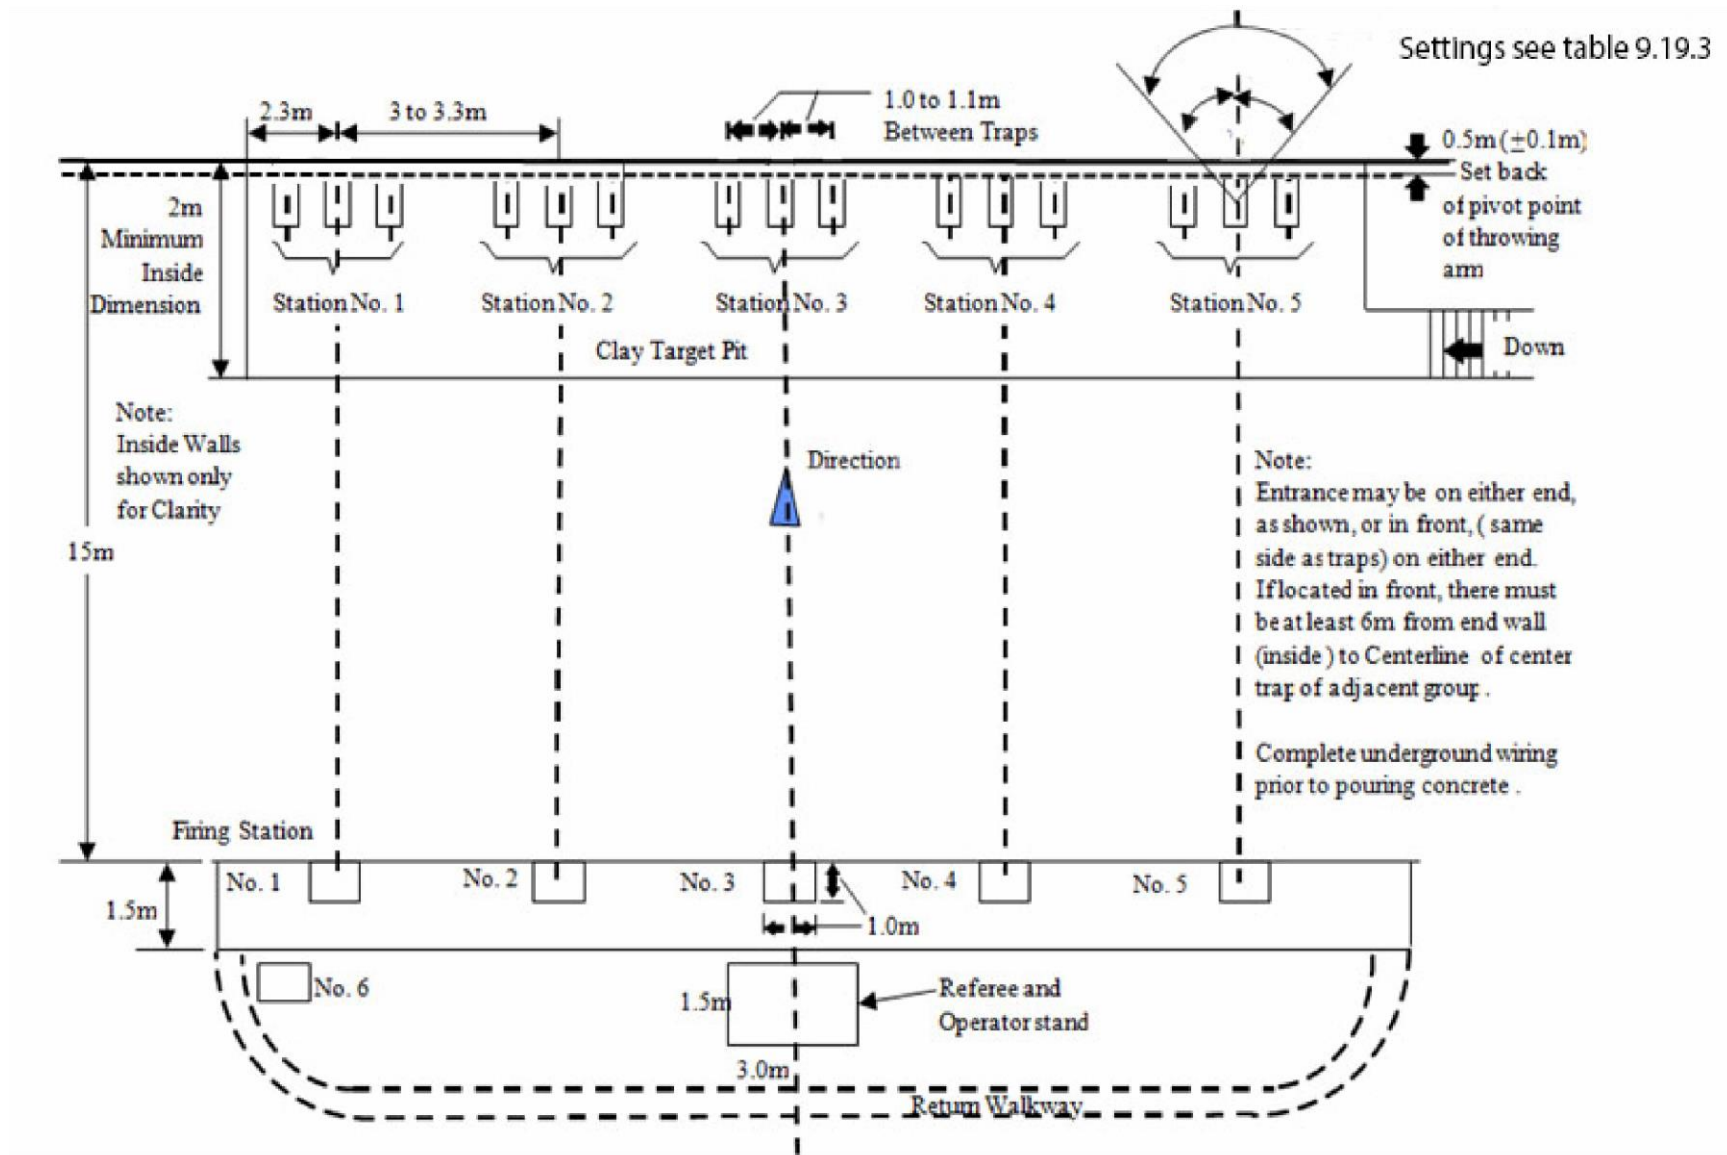 Settings see table 9.19.3
2.3m
3 to 3.3m
1.0 to 1.1m
Between Traps
0.5m (±0.1m)
Set back
of pivot point
of throwing
arm
2m
Minimum
Inside
Dimension
Station No. 1
Station No. 2
Station No. 3
Station No. 4
Station No. 5
Clay Target Pit
Down
Note:
Inside Walls
shown only
for Clarity
Direction
Note:
Entrance may be on either end,
as shown, or in front, ( same
side as traps) on either end.
If located in front, there must
be at least 6m from end wall
(inside ) to Centerline of center
trap of adjacent group .
Complete underground wiring
prior to pouring concrete .
15m
Firing Station
No. 1
No. 2
No. 3
No. 4
No. 5
1.5m
1.0m
No. 6
1.5m
Referee and
Operator stand
3.0m
Return Walkway